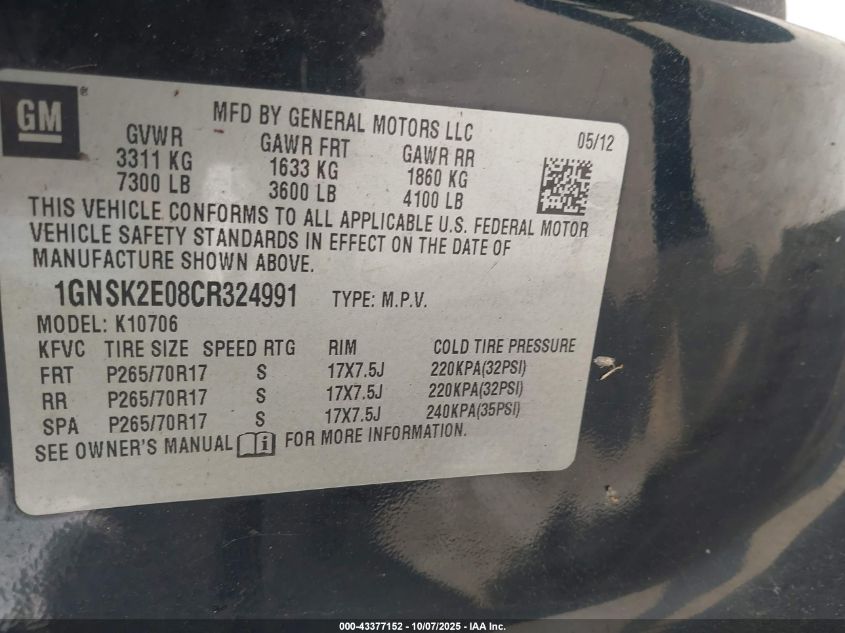 GM ®
MFD BY GENERAL MOTORS LLC
05/12
GVWR GAWR FRT GAWR RR
3311 KG 1633 KG 1860 KG
7300 LB 3600 LB 4100 LB
THIS VEHICLE CONFORMS TO ALL APPLICABLE U.S. FEDERAL MOTOR
VEHICLE SAFETY STANDARDS IN EFFECT ON THE DATE OF
MANUFACTURE SHOWN ABOVE.
1GNSK2E08CR324991 TYPE: M.P.V.
MODEL: K10706
KFVC TIRE SIZE SPEED RTG RIM COLD TIRE PRESSURE
FRT P265/70R17 S 17X7.5J 220KPA(32PSI)
RR P265/70R17 S 17X7.5J 220KPA(32PSI)
SPA P265/70R17 S 17X7.5J 240KPA(35PSI)
SEE OWNER'S MANUAL i FOR MORE INFORMATION.
000-43377152 - 10/07/2025 - IAA Inc.